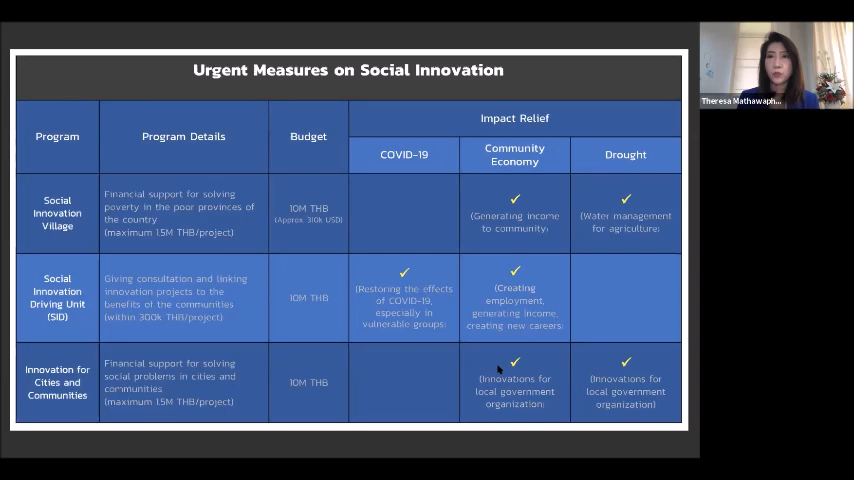 Urgent Measures on Social Innovation
Theresa Mathawaph...
Program
Program Details
Budget
Impact Relief
COVID-19
Community
Economy
Drought
Social
Innovation
Village
Financial support for solving
poverty in the poor provinces of
the country
(maximum 1.5M THB/project)
10M THB
(Approx. 310k USD)
✓
(Generating income
to community)
✓
(Water management
for agriculture)
Social
Innovation
Driving Unit
(SID)
Giving consultation and linking
innovation projects to the
benefits of the communities
(within 300k THB/project)
10M THB
✓
(Restoring the effects
of COVID-19,
especially in
vulnerable groups)
✓
(Creating
employment,
generating income,
creating new careers)
Innovation for
Cities and
Communities
Financial support for solving
social problems in cities and
communities
(maximum 1.5M THB/project)
10M THB
✓
(Innovations for
local government
organization)
✓
(Innovations for
local government
organization)